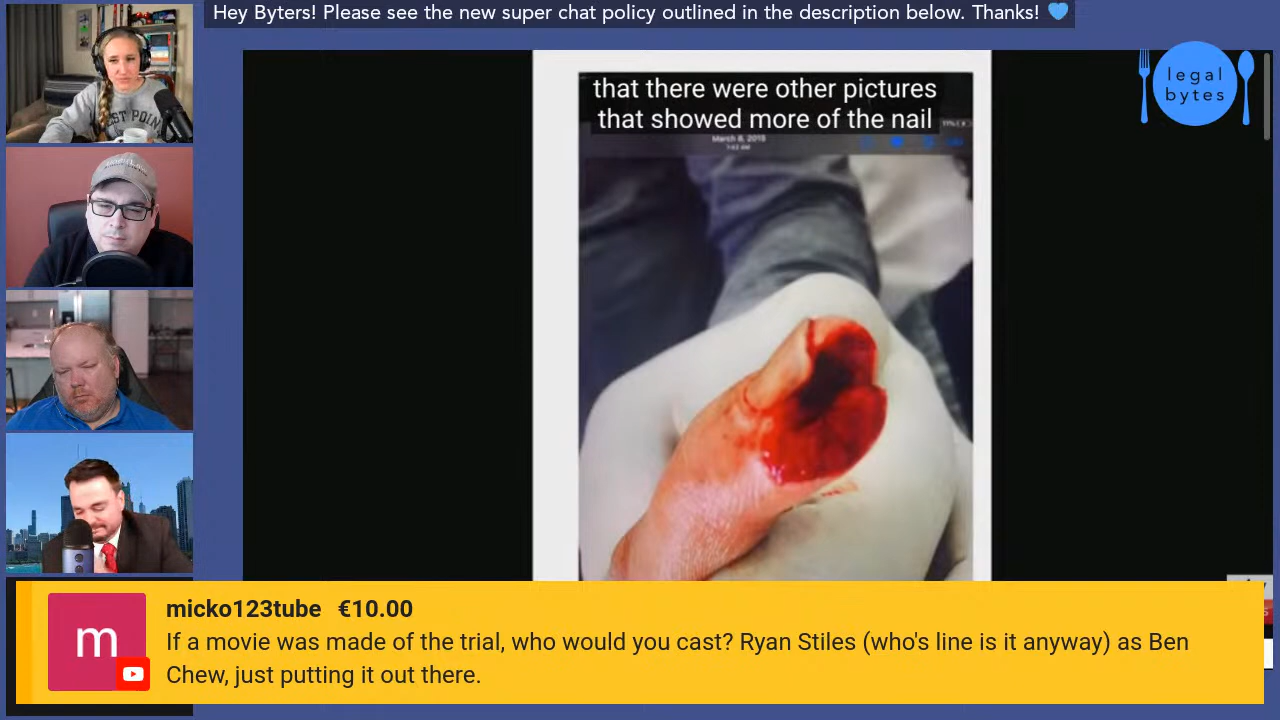 Hey Byters! Please see the new super chat policy outlined in the description below. Thanks! 💙
legal
bytes
that there were other pictures
that showed more of the nail
March 8, 2015
micko123tube €10.00
If a movie was made of the trial, who would you cast? Ryan Stiles (who's line is it anyway) as Ben
Chew, just putting it out there.
m